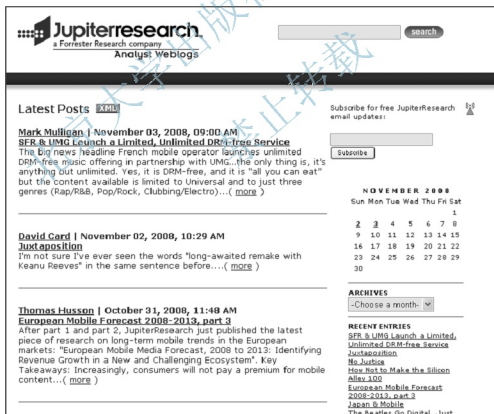 Jupiterresearch
a Forrester Research company
Analyst Weblogs
search
Latest Posts XML
Mark Mulligan | November 03, 2008, 09:00 AM
SFR & UMG Launch a Limited, Unlimited DRM-free Service
The big news headline French mobile operator launches unlimited
DRM-free music offering in partnership with UMG...the only thing is, it's
anything but unlimited. Yes, it is DRM-free, and it is "all you can eat"
but the content available is limited to Universal and to just three
genres (Rap/R&B, Pop/Rock, Clubbing/Electro)...( more )
David Card | November 02, 2008, 10:29 AM
Juxtaposition
I'm not sure I've ever seen the words "long-awaited remake with
Keanu Reeves" in the same sentence before....( more )
Thomas Husson | October 31, 2008, 11:48 AM
European Mobile Forecast 2008-2013, part 3
After part 1 and part 2, JupiterResearch just published the latest
piece of research on long-term mobile trends in the European
markets: "European Mobile Media Forecast, 2008 to 2013: Identifying
Revenue Growth in a New and Challenging Ecosystem". Key
Takeaways: Increasingly, consumers will not pay a premium for mobile
content...( more )
Subscribe for free JupiterResearch
email updates:
Subscribe
NOVEMBER 2008
Sun Mon Tue Wed Thu Fri Sat
1
2 3 4 5 6 7 8
9 10 11 12 13 14 15
16 17 18 19 20 21 22
23 24 25 26 27 28 29
30
ARCHIVES
-Choose a month-
RECENT ENTRIES
SFR & UMG Launch a Limited,
Unlimited DRM-free Service
Juxtaposition
No Justice
How Not to Make the Silicon
Alley 100
European Mobile Forecast
2008-2013, part 3
Japan & Mobile
The Beatles Go Digital...Just
北京大学出版
禁止转载